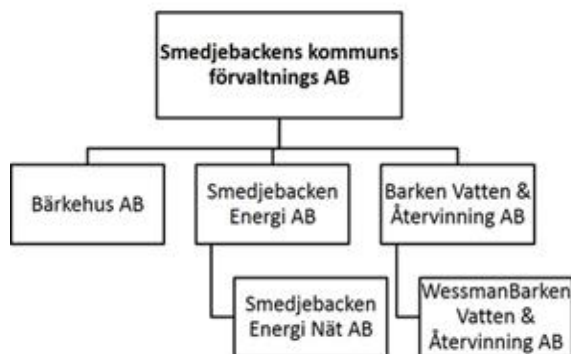 Smedjebackens kommuns
förvaltnings AB
Bärkehus AB
Smedjebacken
Energi AB
Barken Vatten &
Återvinning AB
Smedjebacken
Energi Nät AB
WessmanBarken
Vatten &
Återvinning AB